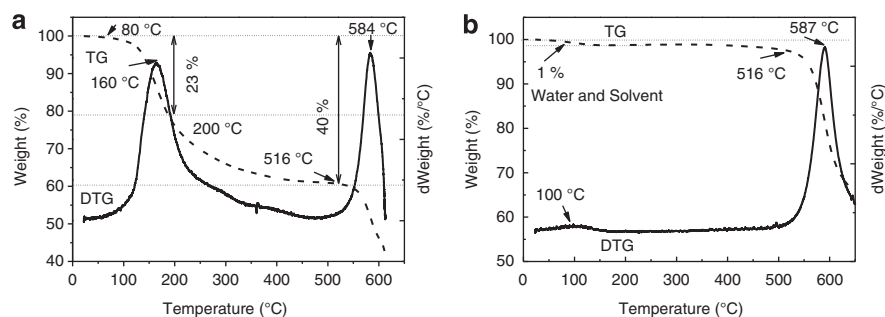 a
100
90
80
70
60
50
40
Weight (%)
0 100 200 300 400 500 600
Temperature (°C)
dWeight (%/°C)
80 °C
TG
160 °C
23 %
200 °C
40 %
516 °C
584 °C
DTG
b
100
90
80
70
60
50
Weight (%)
0 100 200 300 400 500 600
Temperature (°C)
dWeight (%/°C)
TG
587 °C
1 %
516 °C
Water and Solvent
100 °C
DTG